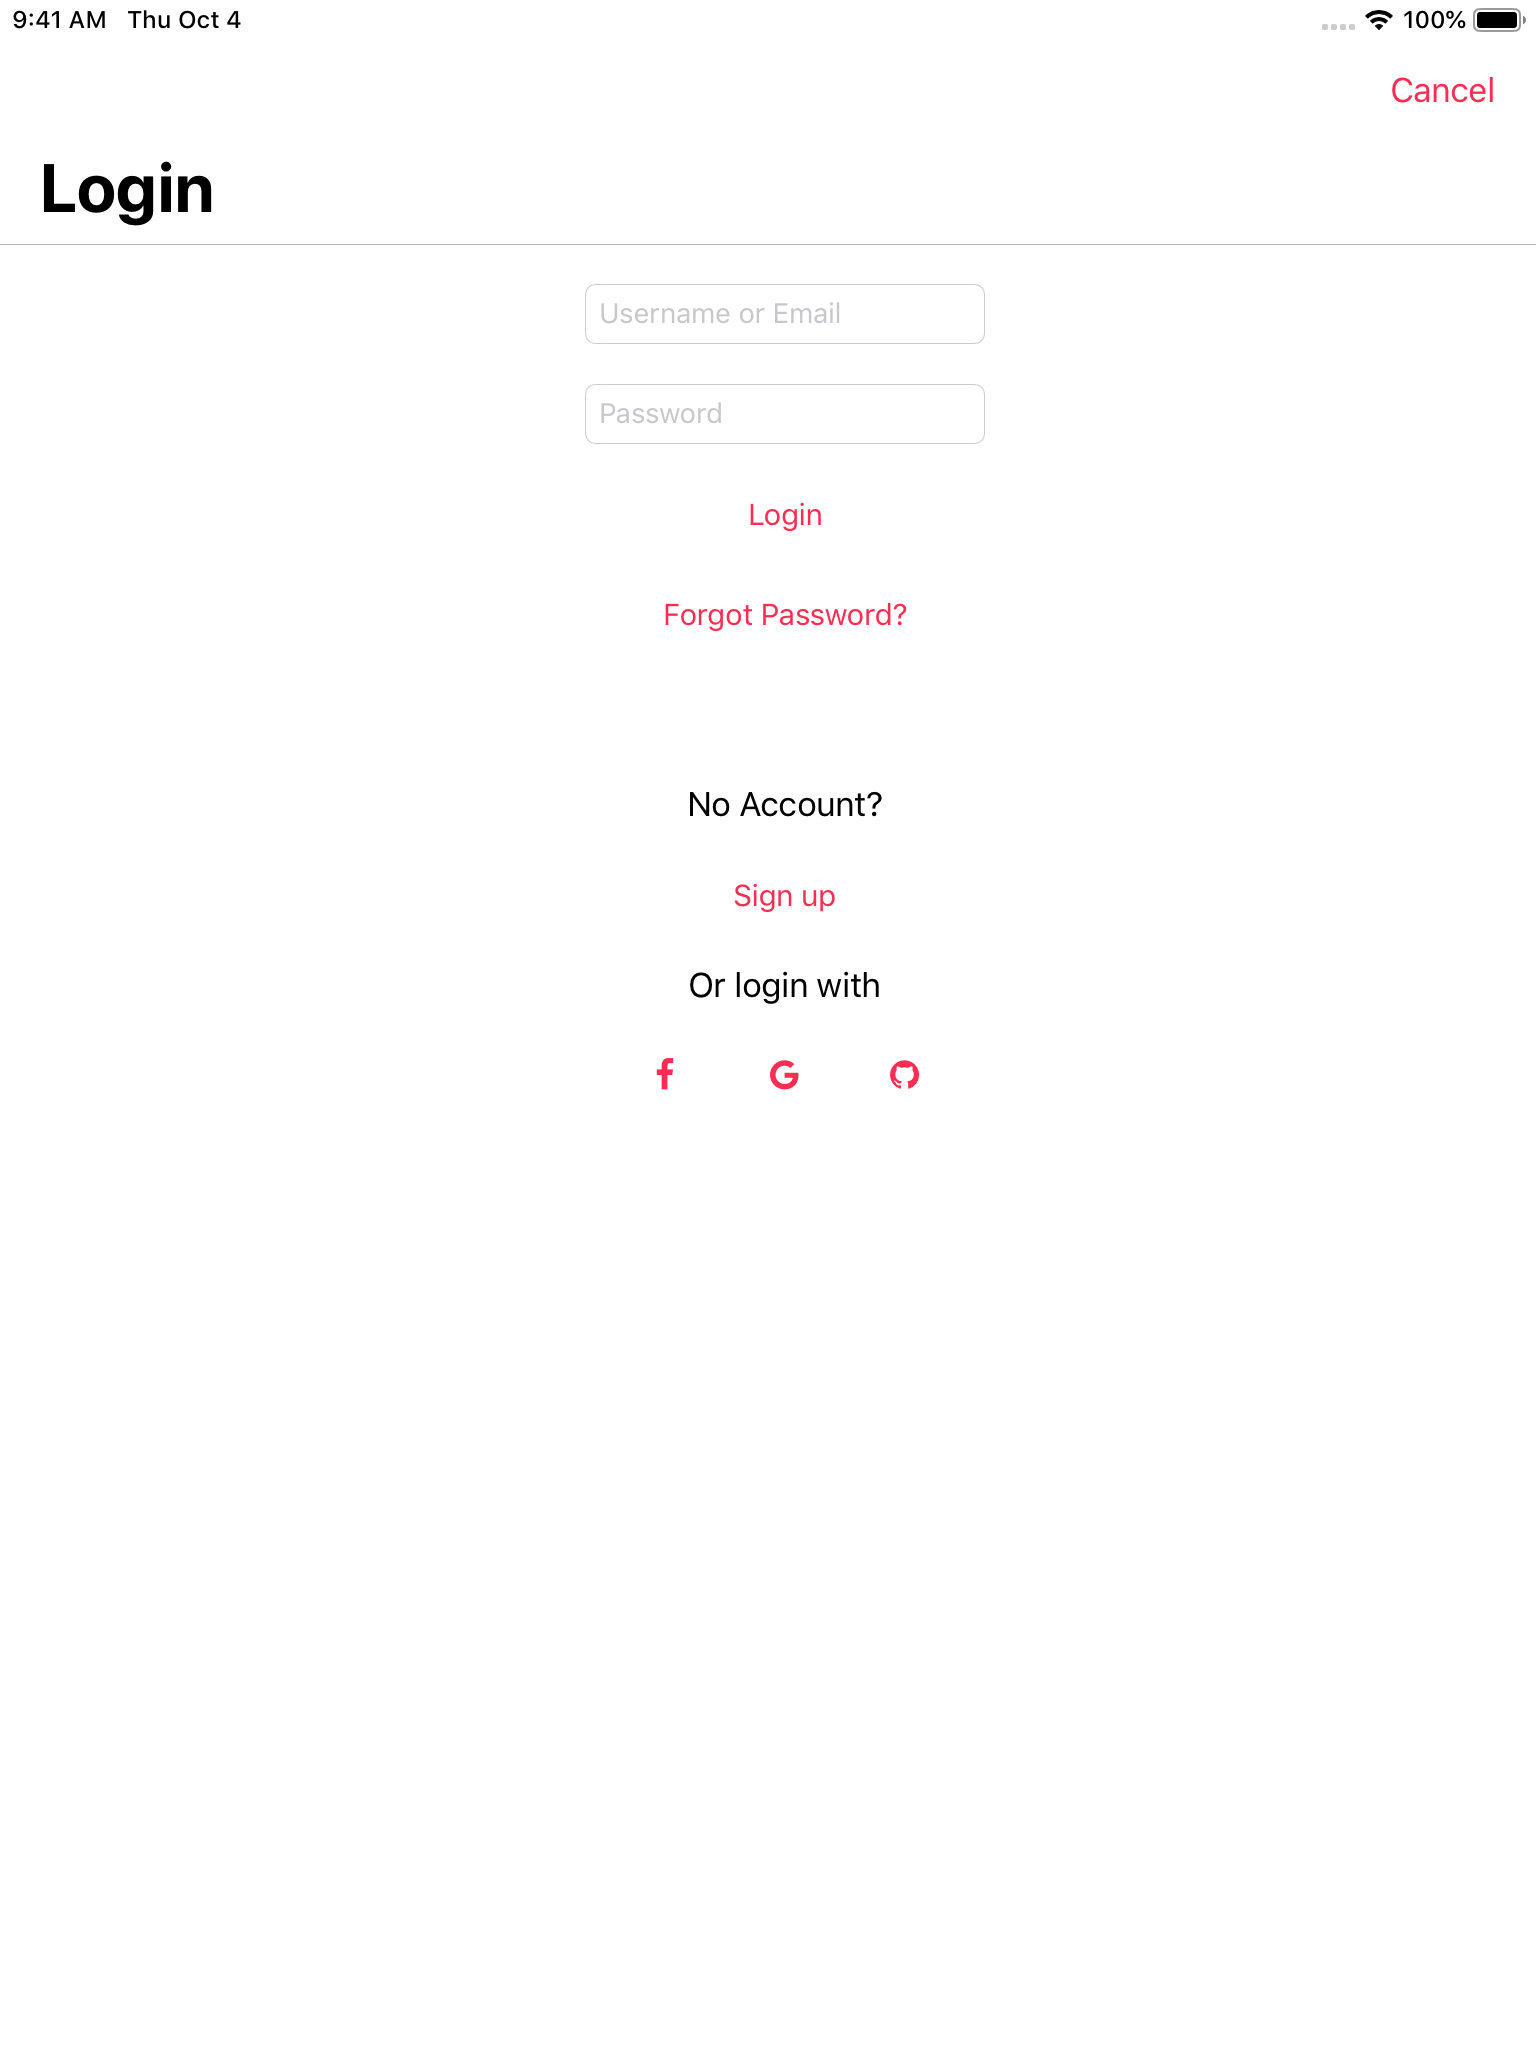 9:41 AM Thu Oct 4 100%
Cancel
Login
Username or Email
Password
Login
Forgot Password?
No Account?
Sign up
Or login with